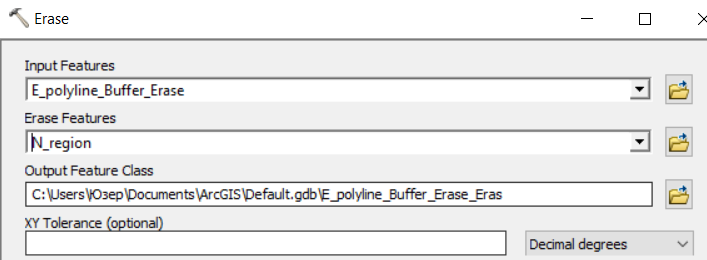 Erase
Input Features
E_polyline_Buffer_Erase
Erase Features
N_region
Output Feature Class
C:\Users\Юзер\Documents\ArcGIS\Default.gdb\E_polyline_Buffer_Erase_Eras
XY Tolerance (optional)
Decimal degrees